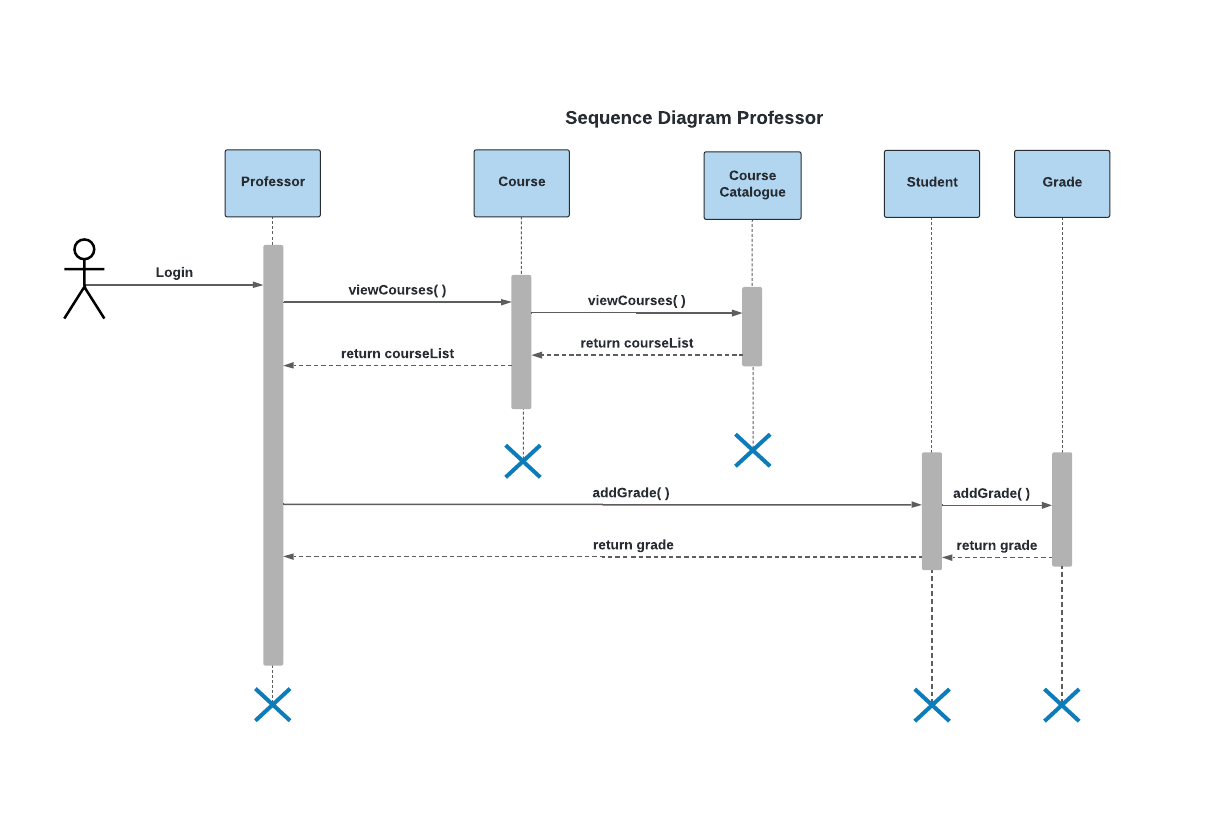 Sequence Diagram Professor
Professor
Course
Course
Catalogue
Student
Grade
Login
viewCourses( )
viewCourses( )
return courseList
return courseList
addGrade( )
addGrade( )
return grade
return grade